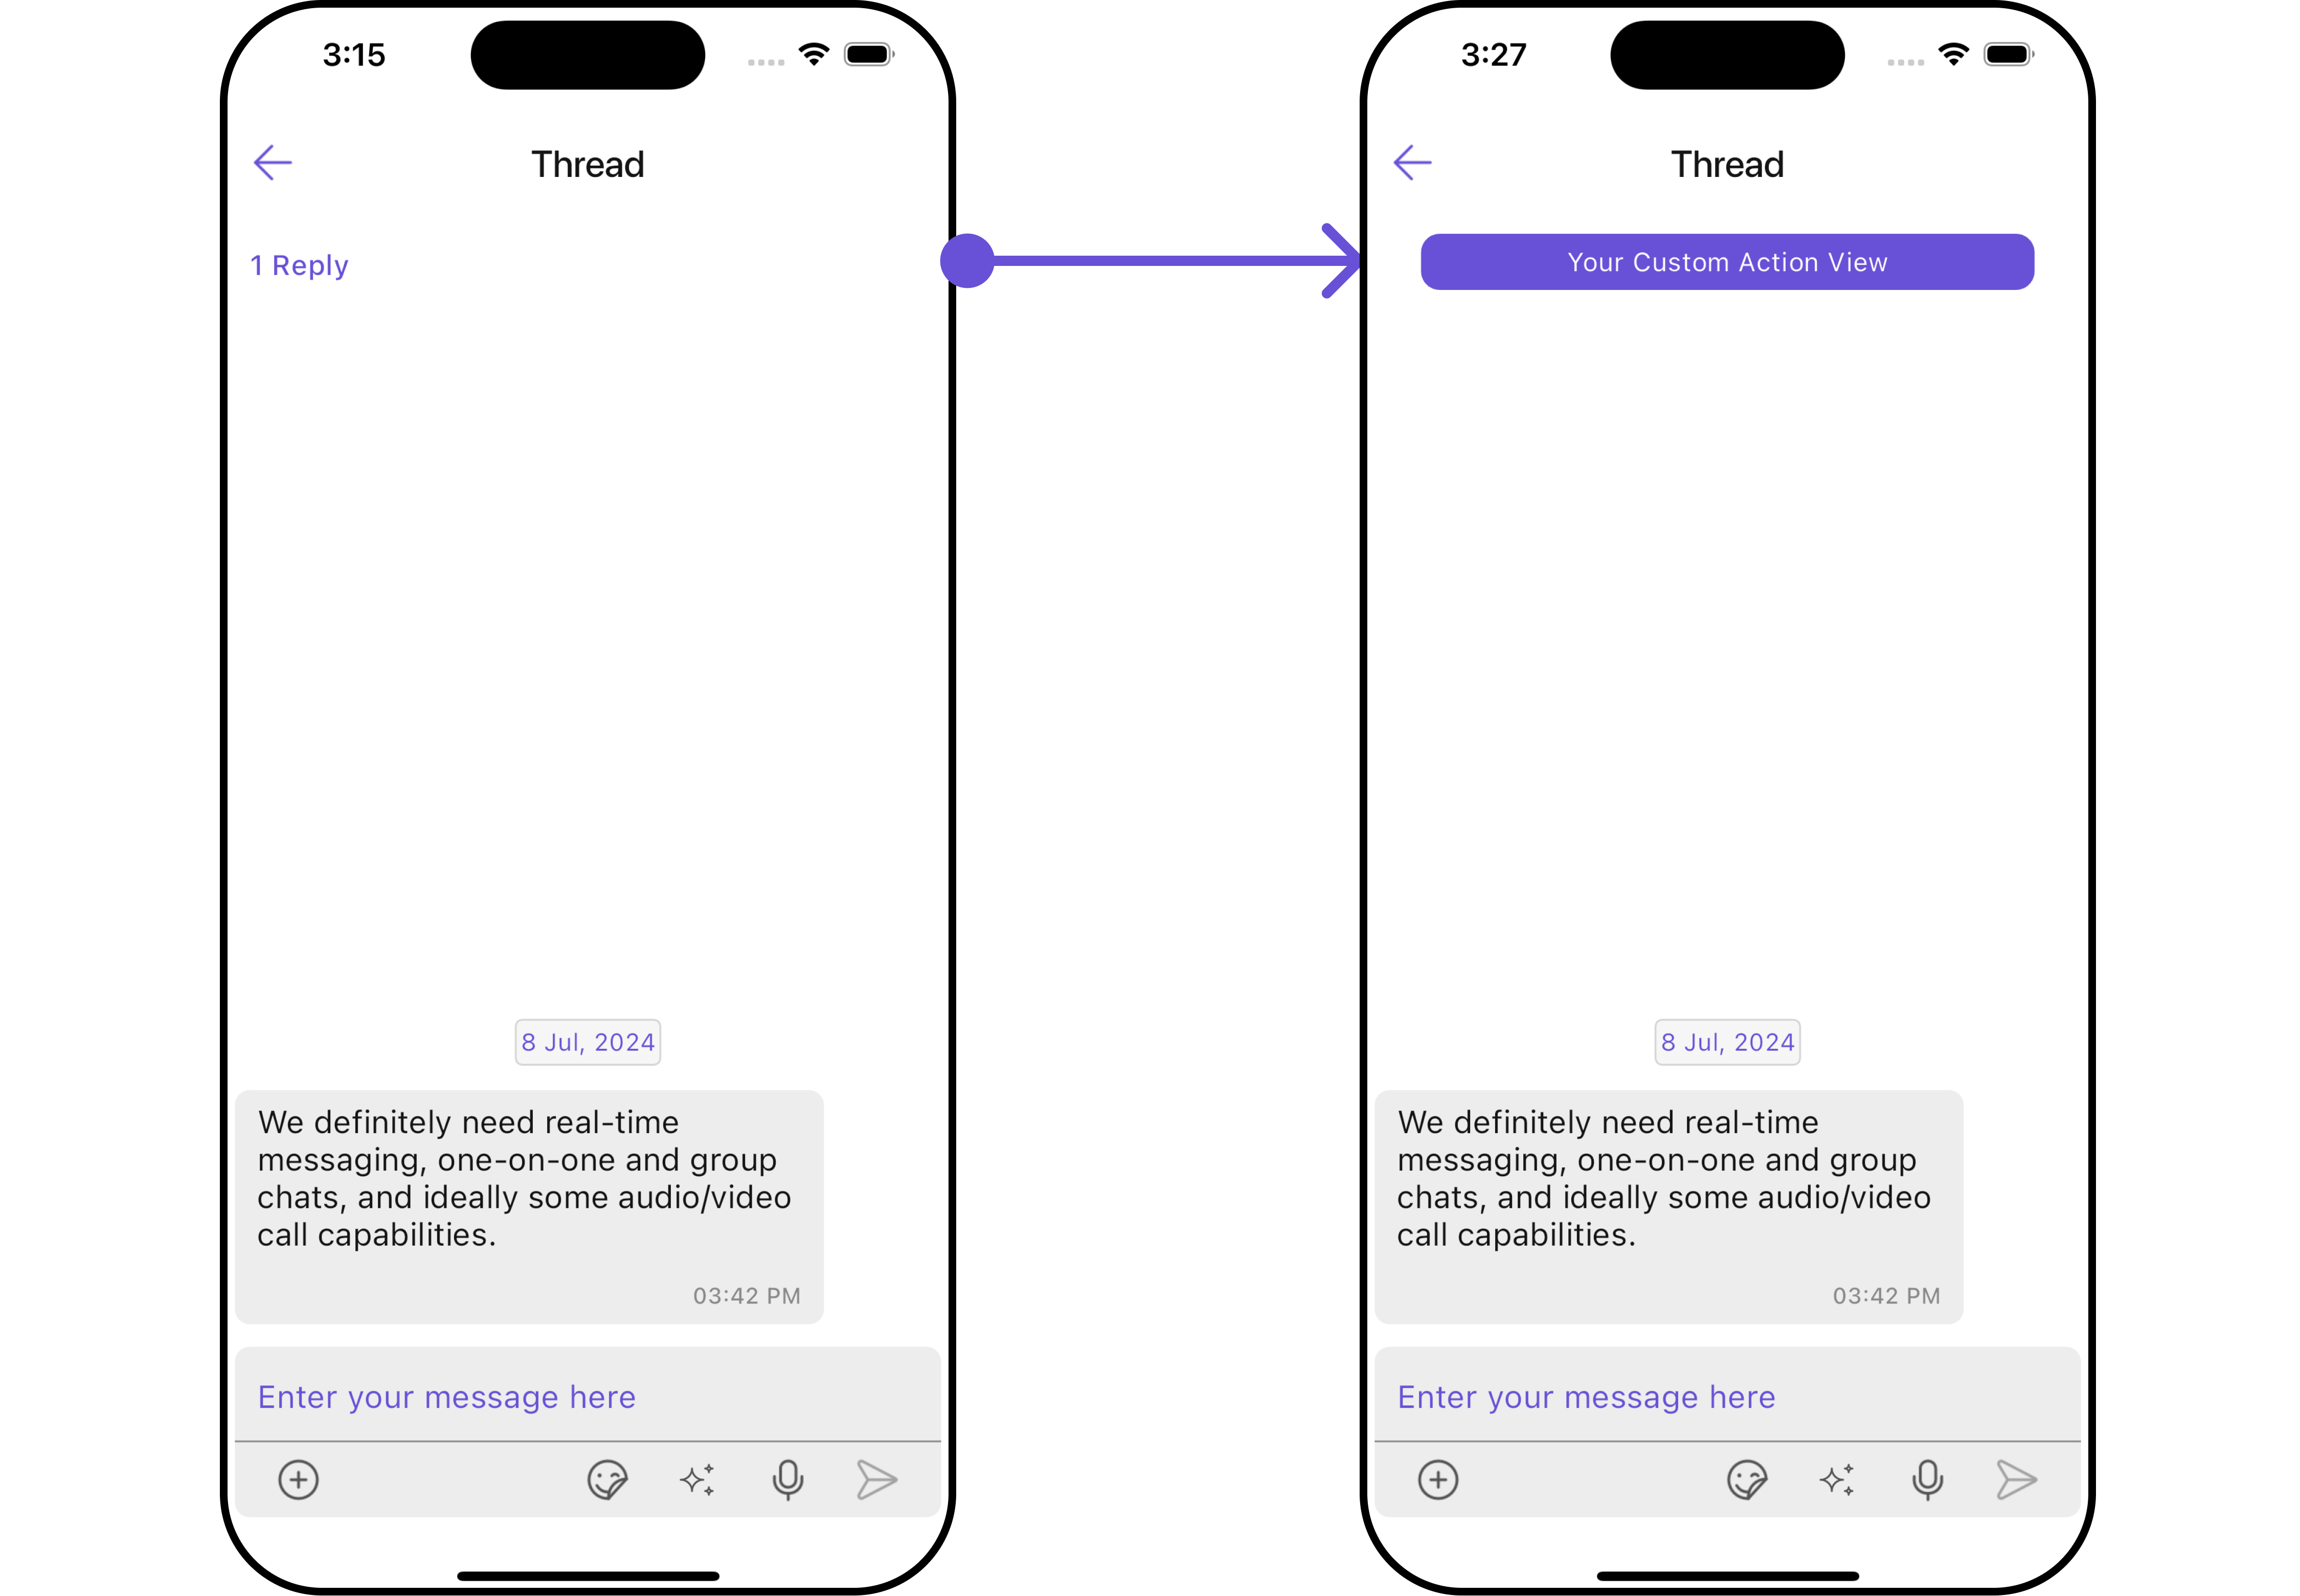 3:15
Thread
1 Reply
8 Jul, 2024
We definitely need real-time
messaging, one-on-one and group
chats, and ideally some audio/video
call capabilities.
03:42 PM
Enter your message here
3:27
Thread
Your Custom Action View
8 Jul, 2024
We definitely need real-time
messaging, one-on-one and group
chats, and ideally some audio/video
call capabilities.
03:42 PM
Enter your message here